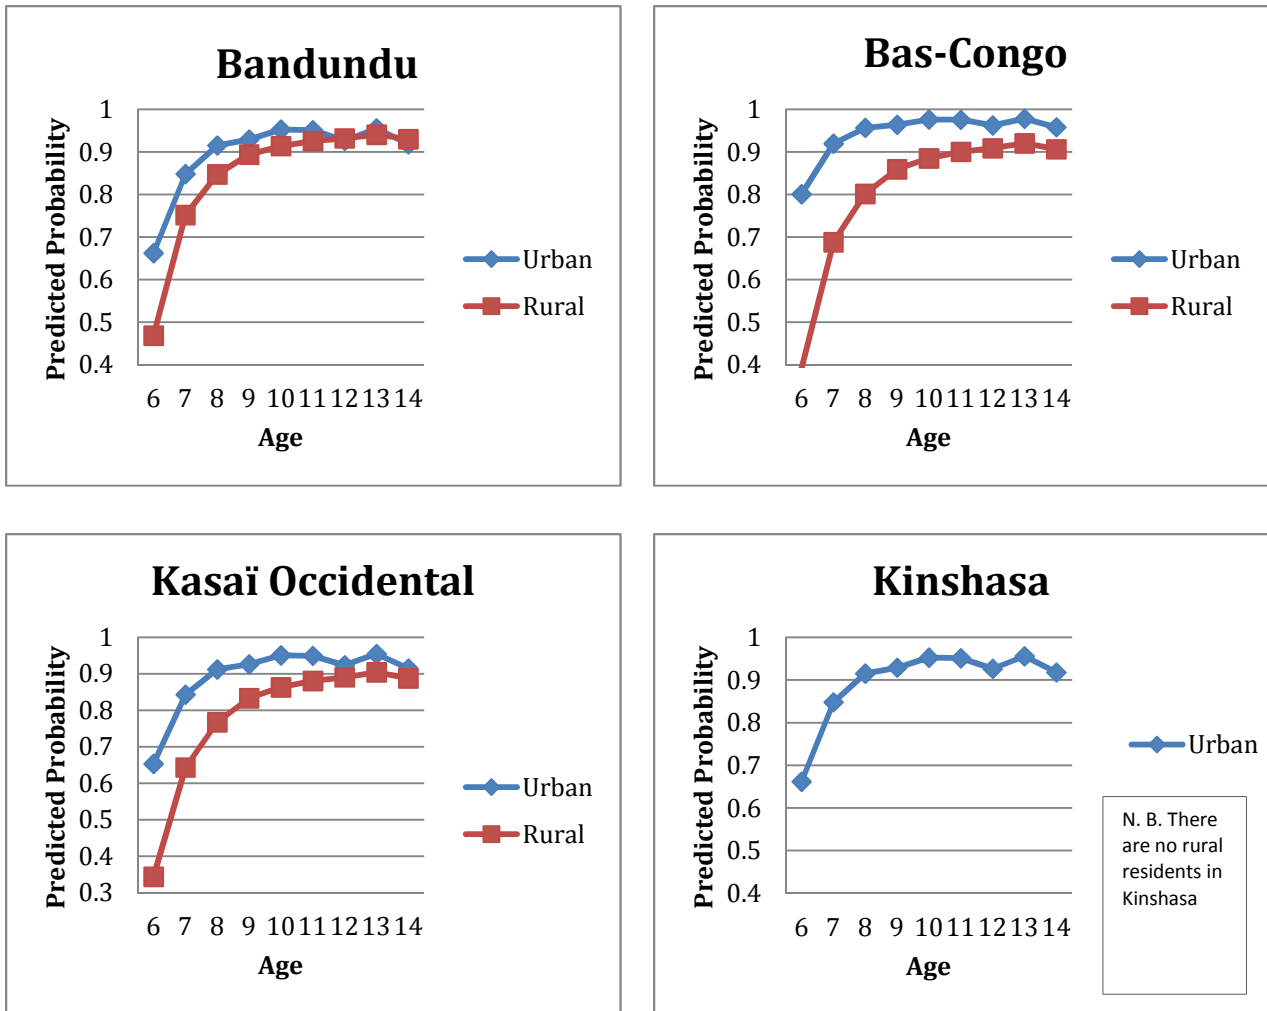 Bandundu
Predicted Probability
1
0.9
0.8
0.7
0.6
0.5
0.4
6 7 8 9 10 11 12 13 14
Age
Urban
Rural
Bas-Congo
Predicted Probability
1
0.9
0.8
0.7
0.6
0.5
0.4
6 7 8 9 10 11 12 13 14
Age
Urban
Rural
Kasaï Occidental
Predicted Probability
1
0.9
0.8
0.7
0.6
0.5
0.4
0.3
6 7 8 9 10 11 12 13 14
Age
Urban
Rural
Kinshasa
Predicted Probability
1
0.9
0.8
0.7
0.6
0.5
0.4
6 7 8 9 10 11 12 13 14
Age
Urban
N. B. There
are no rural
residents in
Kinshasa